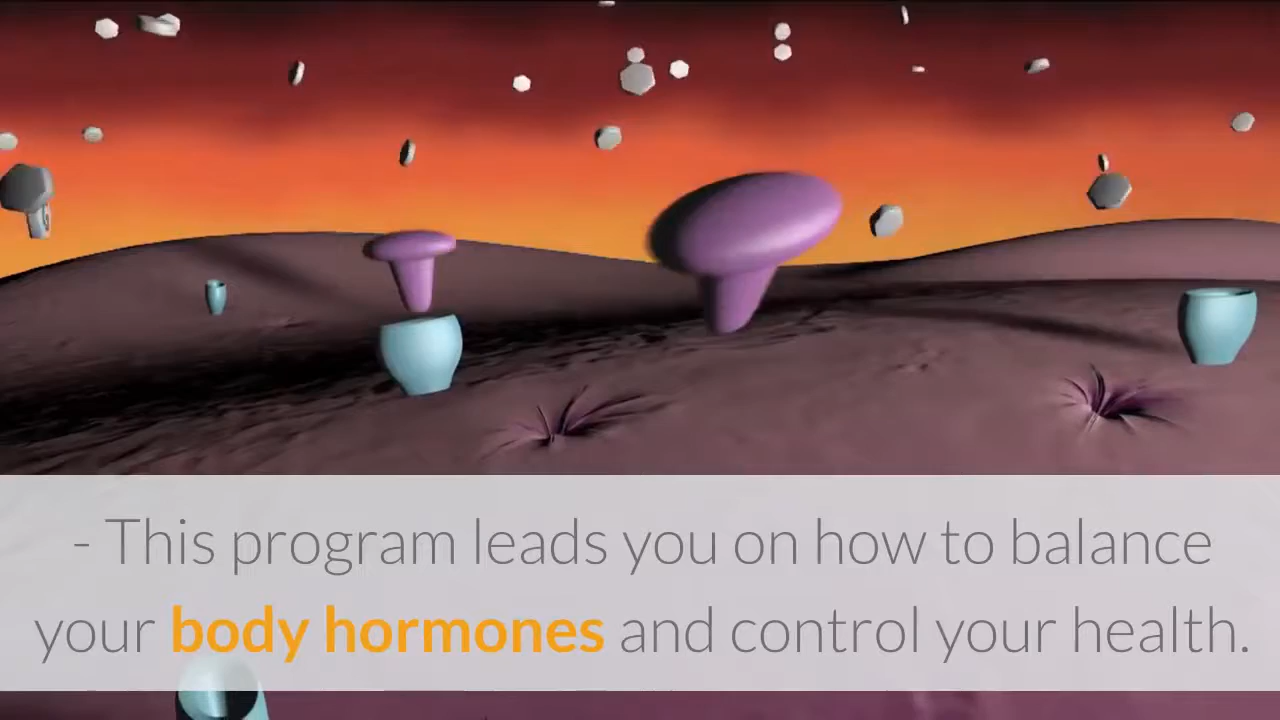 - This program leads you on how to balance
your body hormones and control your health.